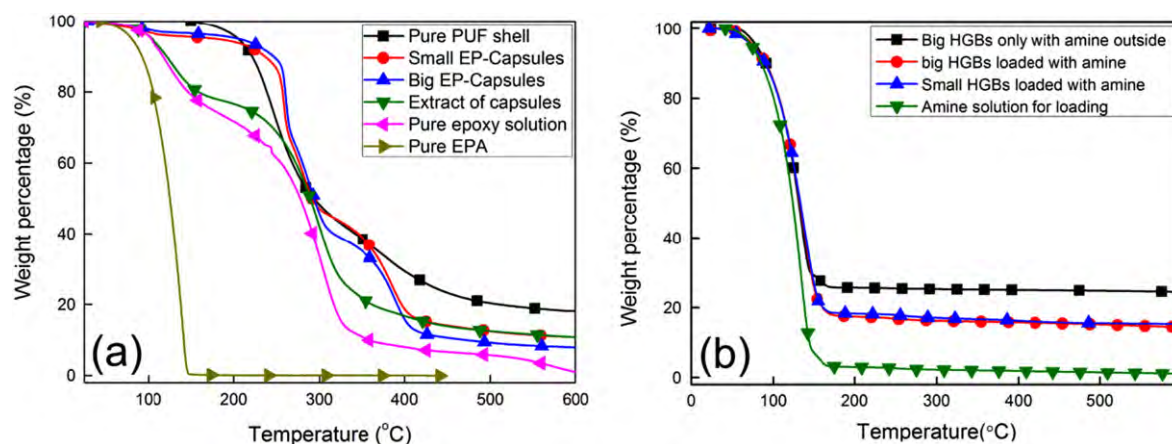 100
80
60
40
20
0
Weight percentage (%)
Pure PUF shell
Small EP-Capsules
Big EP-Capsules
Extract of capsules
Pure epoxy solution
Pure EPA
(a)
100 200 300 400 500 600
Temperature (°C)
100
80
60
40
20
0
Weight percentage (%)
Big HGBs only with amine outside
big HGBs loaded with amine
Small HGBs loaded with amine
Amine solution for loading
(b)
0 100 200 300 400 500
Temperature(°C)